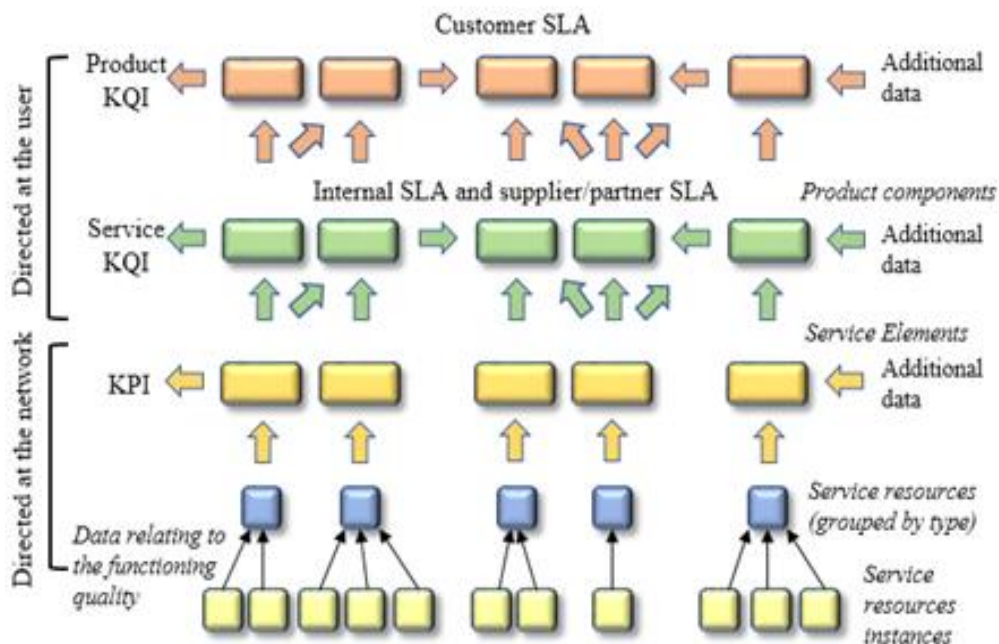 Customer SLA
Product
KQI
Additional
data
Directed at the user
Internal SLA and supplier/partner SLA
Product components
Service
KQI
Additional
data
Service Elements
Directed at the network
KPI
Additional
data
Data relating to
the functioning
quality
Service resources
(grouped by type)
Service
resources
instances